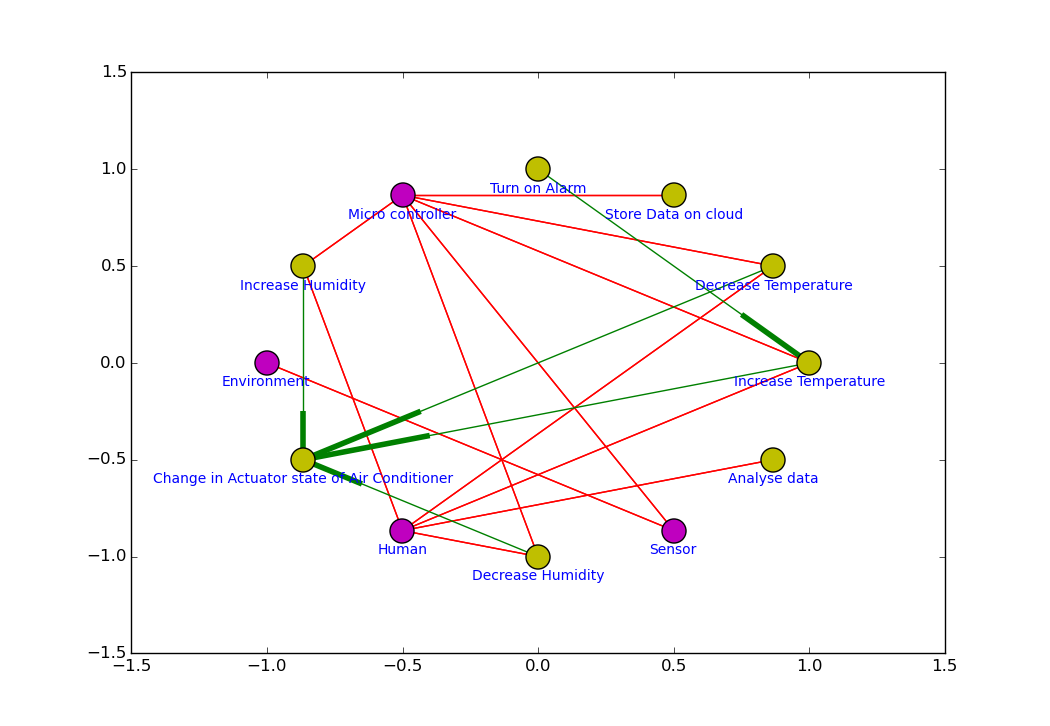 1.5
1.0
Turn on Alarm
Micro controller
Store Data on cloud
0.5
Increase Humidity
Decrease Temperature
0.0
Environment
Increase Temperature
−0.5
Change in Actuator state of Air Conditioner
Analyse data
Human
Sensor
−1.0
Decrease Humidity
−1.5
−1.5 −1.0 −0.5 0.0 0.5 1.0 1.5